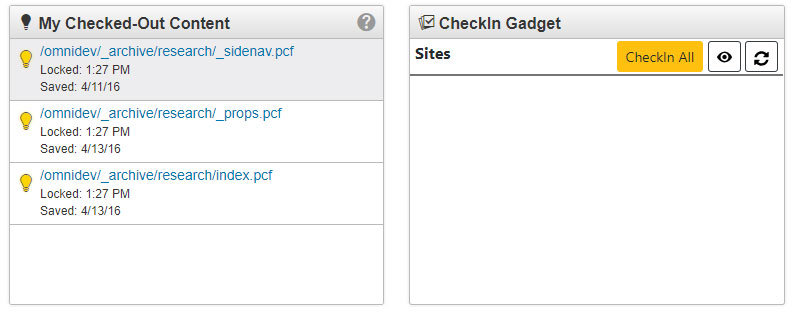 My Checked-Out Content
?
/omnidev/_archive/research/_sidenav.pcf
Locked: 1:27 PM
Saved: 4/11/16
/omnidev/_archive/research/_props.pcf
Locked: 1:27 PM
Saved: 4/13/16
/omnidev/_archive/research/index.pcf
Locked: 1:27 PM
Saved: 4/13/16
CheckIn Gadget
Sites
CheckIn All